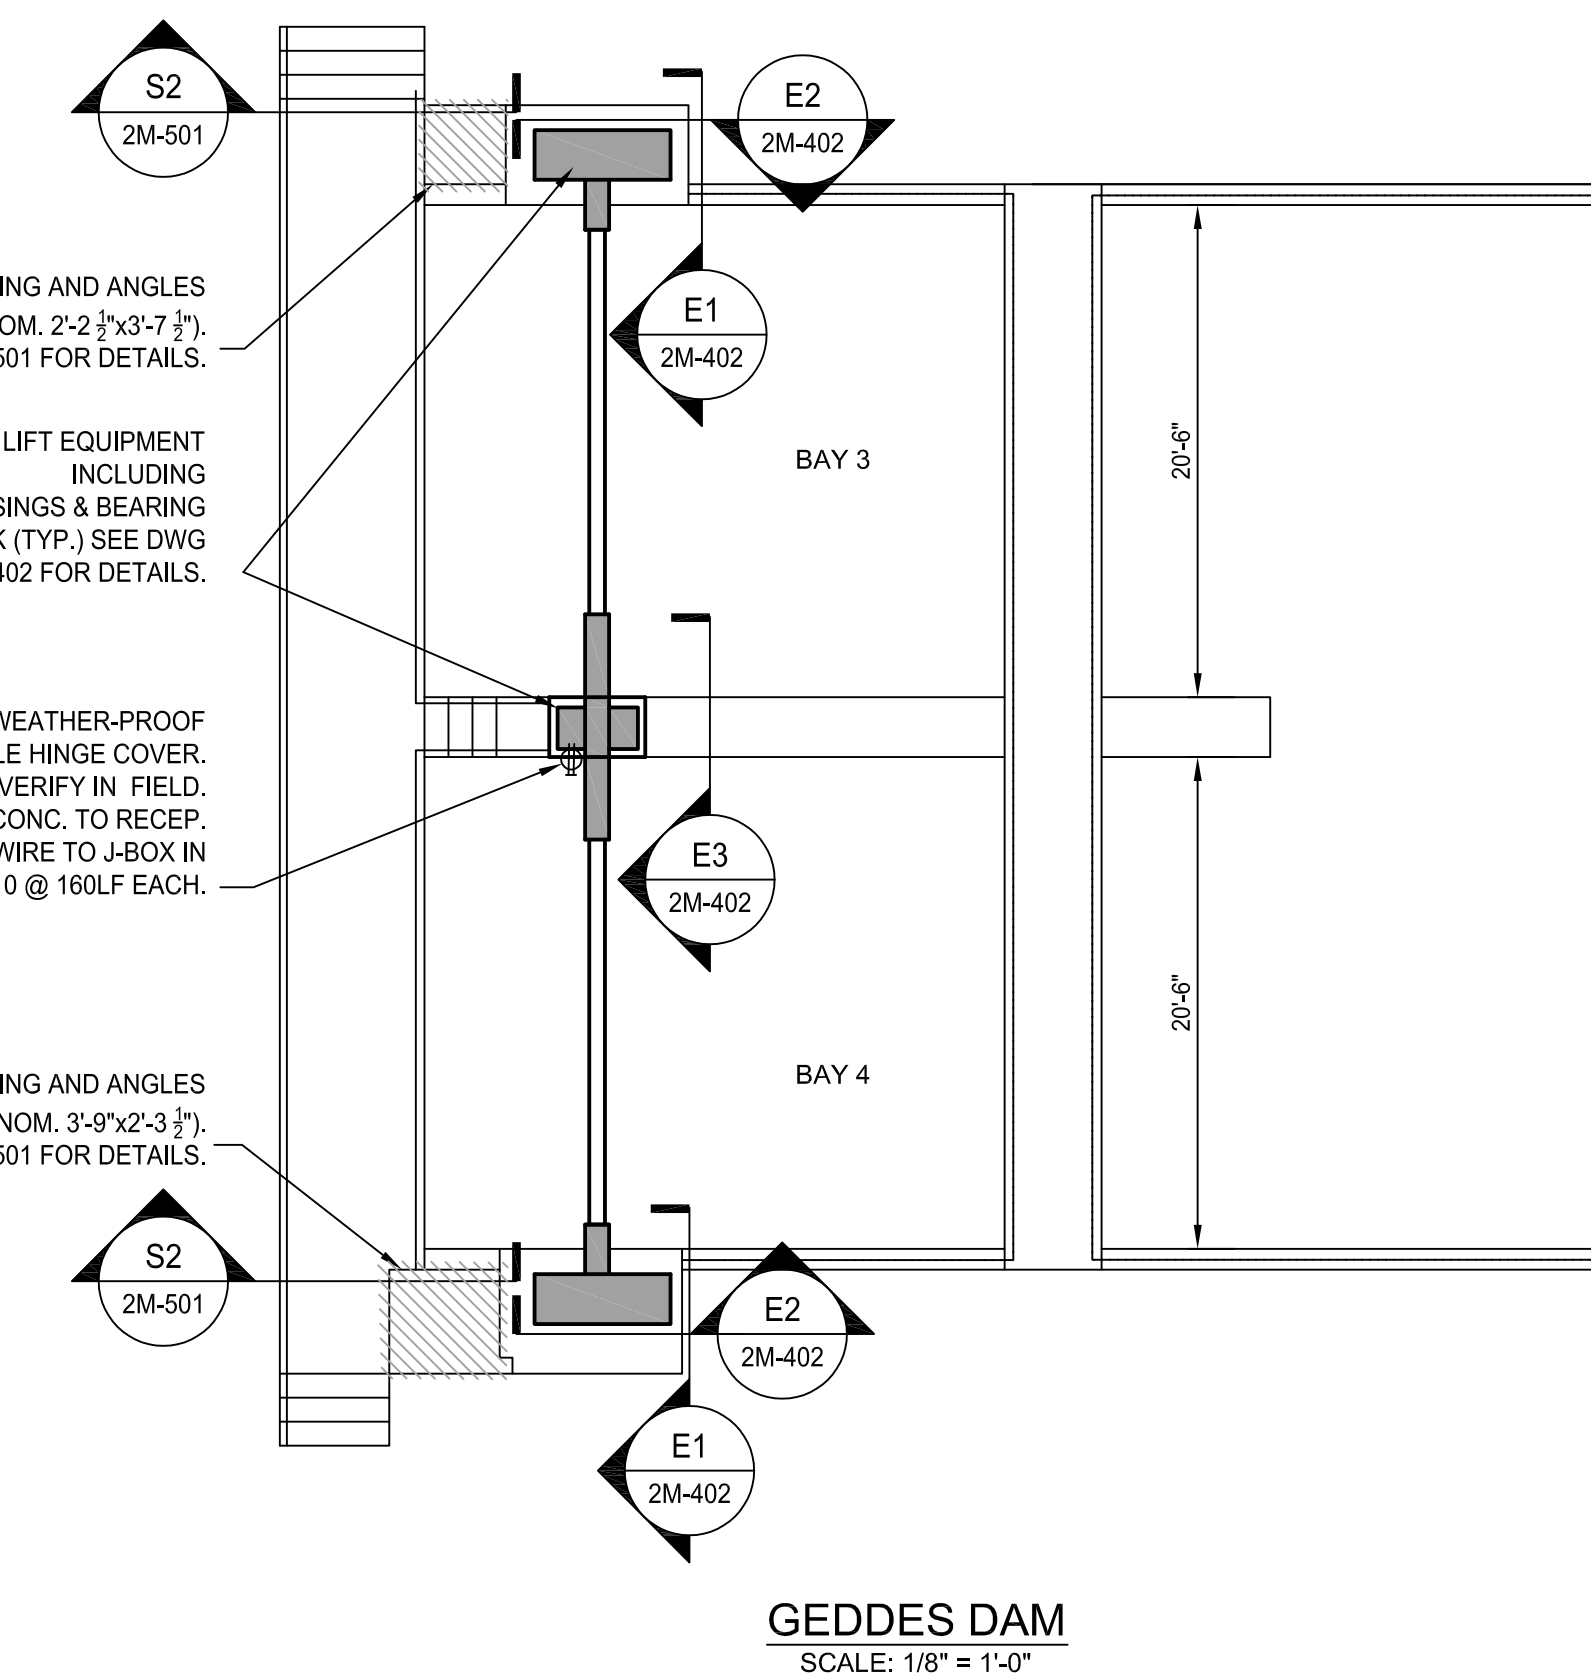 S2
2M-501
E2
2M-402
ING AND ANGLES
OM. 2'-2 1/2"x3'-7 1/2").
501 FOR DETAILS.
E1
2M-402
LIFT EQUIPMENT
INCLUDING
SINGS & BEARING
K (TYP.) SEE DWG
402 FOR DETAILS.
BAY 3
20'-6"
WEATHER-PROOF
LE HINGE COVER.
VERIFY IN FIELD.
CONC. TO RECEP.
WIRE TO J-BOX IN
0 @ 160LF EACH.
E3
2M-402
20'-6"
BAY 4
ING AND ANGLES
NOM. 3'-9"x2'-3 1/2").
501 FOR DETAILS.
S2
2M-501
E2
2M-402
E1
2M-402
GEDDES DAM
SCALE: 1/8" = 1'-0"